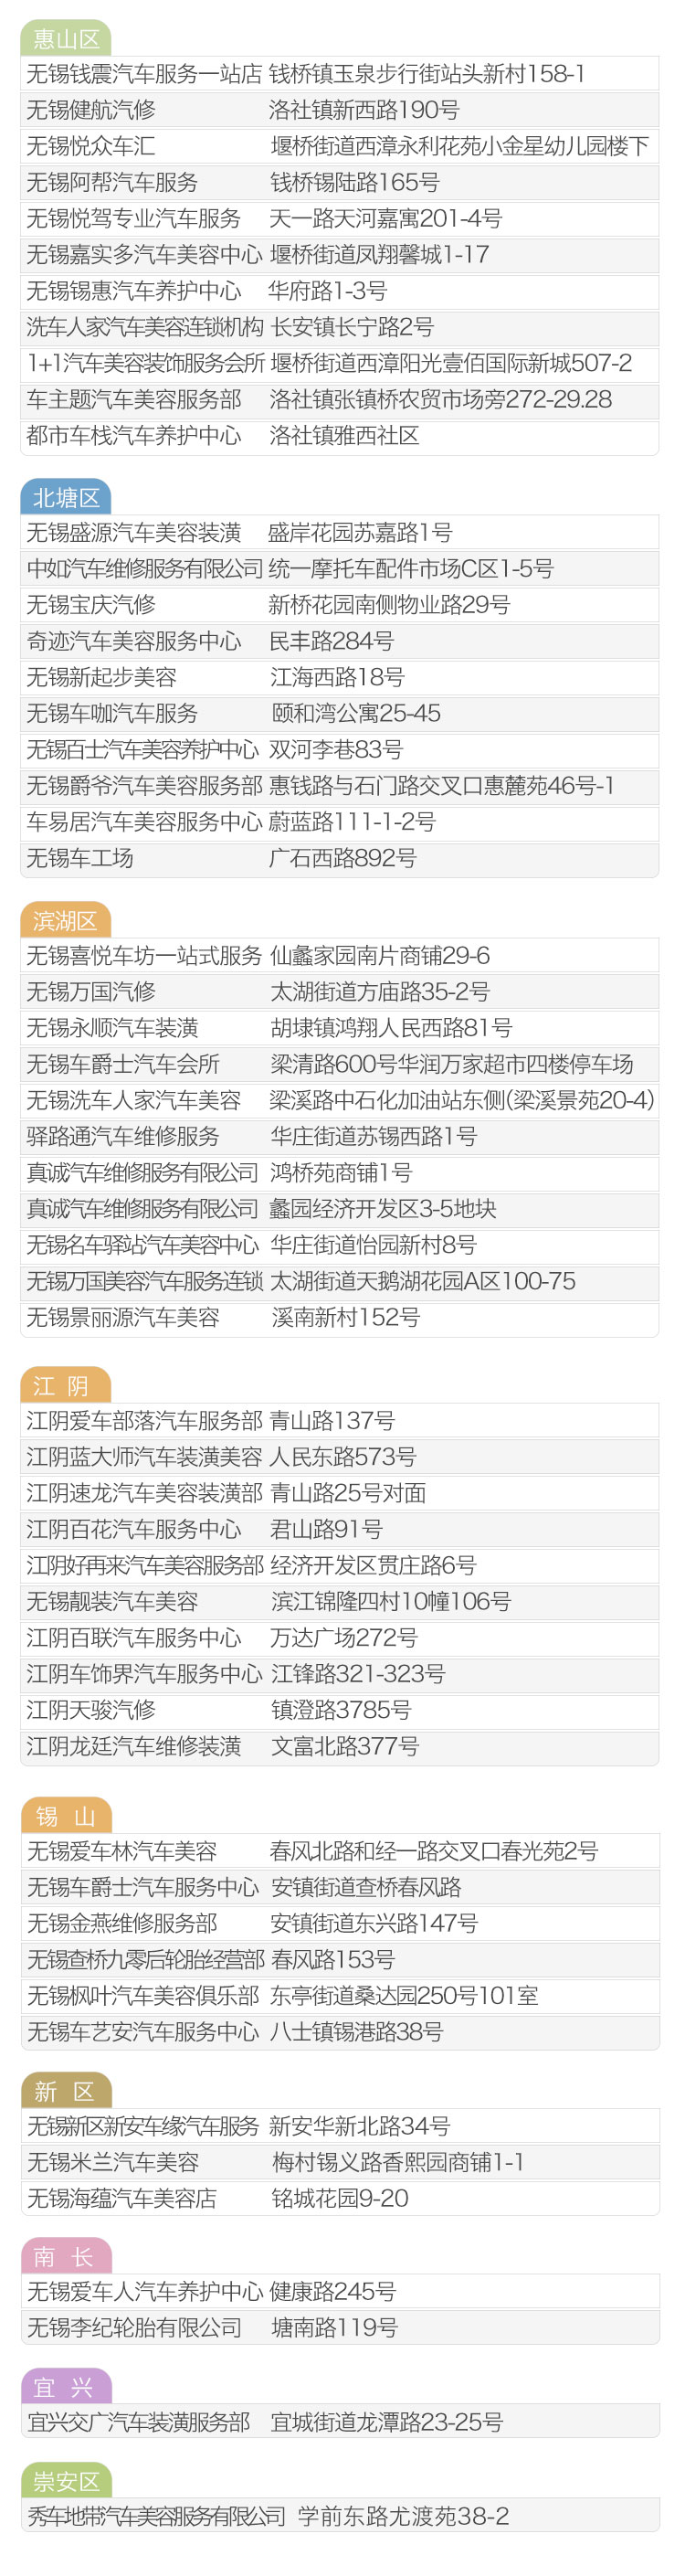 惠山区
无锡钱震汽车服务一站店 钱桥镇玉泉步行街站头新村158-1
无锡健航汽修 洛社镇新西路190号
无锡悦众车汇 堰桥街道西漳永利花苑小金星幼儿园楼下
无锡阿帮汽车服务 钱桥锡陆路165号
无锡悦驾专业汽车服务 天一路天河嘉寓201-4号
无锡嘉实多汽车美容中心 堰桥街道凤翔馨城1-17
无锡锡惠汽车养护中心 华府路1-3号
洗车人家汽车美容连锁机构 长安镇长宁路2号
1+1汽车美容装饰服务会所 堰桥街道西漳阳光壹佰国际新城507-2
车主题汽车美容服务部 洛社镇张镇桥农贸市场旁272-29.28
都市车栈汽车养护中心 洛社镇雅西社区
北塘区
无锡盛源汽车美容装潢 盛岸花园苏嘉路1号
中如汽车维修服务有限公司 统一摩托车配件市场C区1-5号
无锡宝庆汽修 新桥花园南侧物业路29号
奇迹汽车美容服务中心 民丰路284号
无锡新起步美容 江海西路18号
无锡车咖汽车服务 颐和湾公寓25-45
无锡百士汽车美容养护中心 双河李巷83号
无锡爵爷汽车美容服务部 惠钱路与石门路交叉口惠麓苑46号-1
车易居汽车美容服务中心 蔚蓝路111-1-2号
无锡车工场 广石西路892号
滨湖区
无锡喜悦车坊一站式服务 仙蠡家园南片商铺29-6
无锡万国汽修 太湖街道方庙路35-2号
无锡永顺汽车装潢 胡埭镇鸿翔人民西路81号
无锡车爵士汽车会所 梁清路600号华润万家超市四楼停车场
无锡洗车人家汽车美容 梁溪路中石化加油站东侧(梁溪景苑20-4)
驿路通汽车维修服务 华庄街道苏锡西路1号
真诚汽车维修服务有限公司 鸿桥苑商铺1号
真诚汽车维修服务有限公司 蠡园经济开发区3-5地块
无锡名车驿站汽车美容中心 华庄街道怡园新村8号
无锡万国美容汽车服务连锁 太湖街道天鹅湖花园A区100-75
无锡景丽源汽车美容 溪南新村152号
江 阴
江阴爱车部落汽车服务部 青山路137号
江阴蓝大师汽车装潢美容 人民东路573号
江阴速龙汽车美容装潢部 青山路25号对面
江阴百花汽车服务中心 君山路91号
江阴好再来汽车美容服务部 经济开发区贯庄路6号
无锡靓装汽车美容 滨江锦隆四村10幢106号
江阴百联汽车服务中心 万达广场272号
江阴车饰界汽车服务中心 江锋路321-323号
江阴天骏汽修 镇澄路3785号
江阴龙廷汽车维修装潢 文富北路377号
锡 山
无锡爱车林汽车美容 春风北路和经一路交叉口春光苑2号
无锡车爵士汽车服务中心 安镇街道查桥春风路
无锡金燕维修服务部 安镇街道东兴路147号
无锡查桥九零后轮胎经营部 春风路153号
无锡枫叶汽车美容俱乐部 东亭街道桑达园250号101室
无锡车艺安汽车服务中心 八士镇锡港路38号
新 区
无锡新区新安车缘汽车服务 新安华新北路34号
无锡米兰汽车美容 梅村锡义路香熙园商铺1-1
无锡海蕴汽车美容店 铭城花园9-20
南 长
无锡爱车人汽车养护中心 健康路245号
无锡李纪轮胎有限公司 塘南路119号
宜 兴
宜兴交广汽车装潢服务部 宜城街道龙潭路23-25号
崇安区
秀车地带汽车美容服务有限公司 学前东路尤渡苑38-2